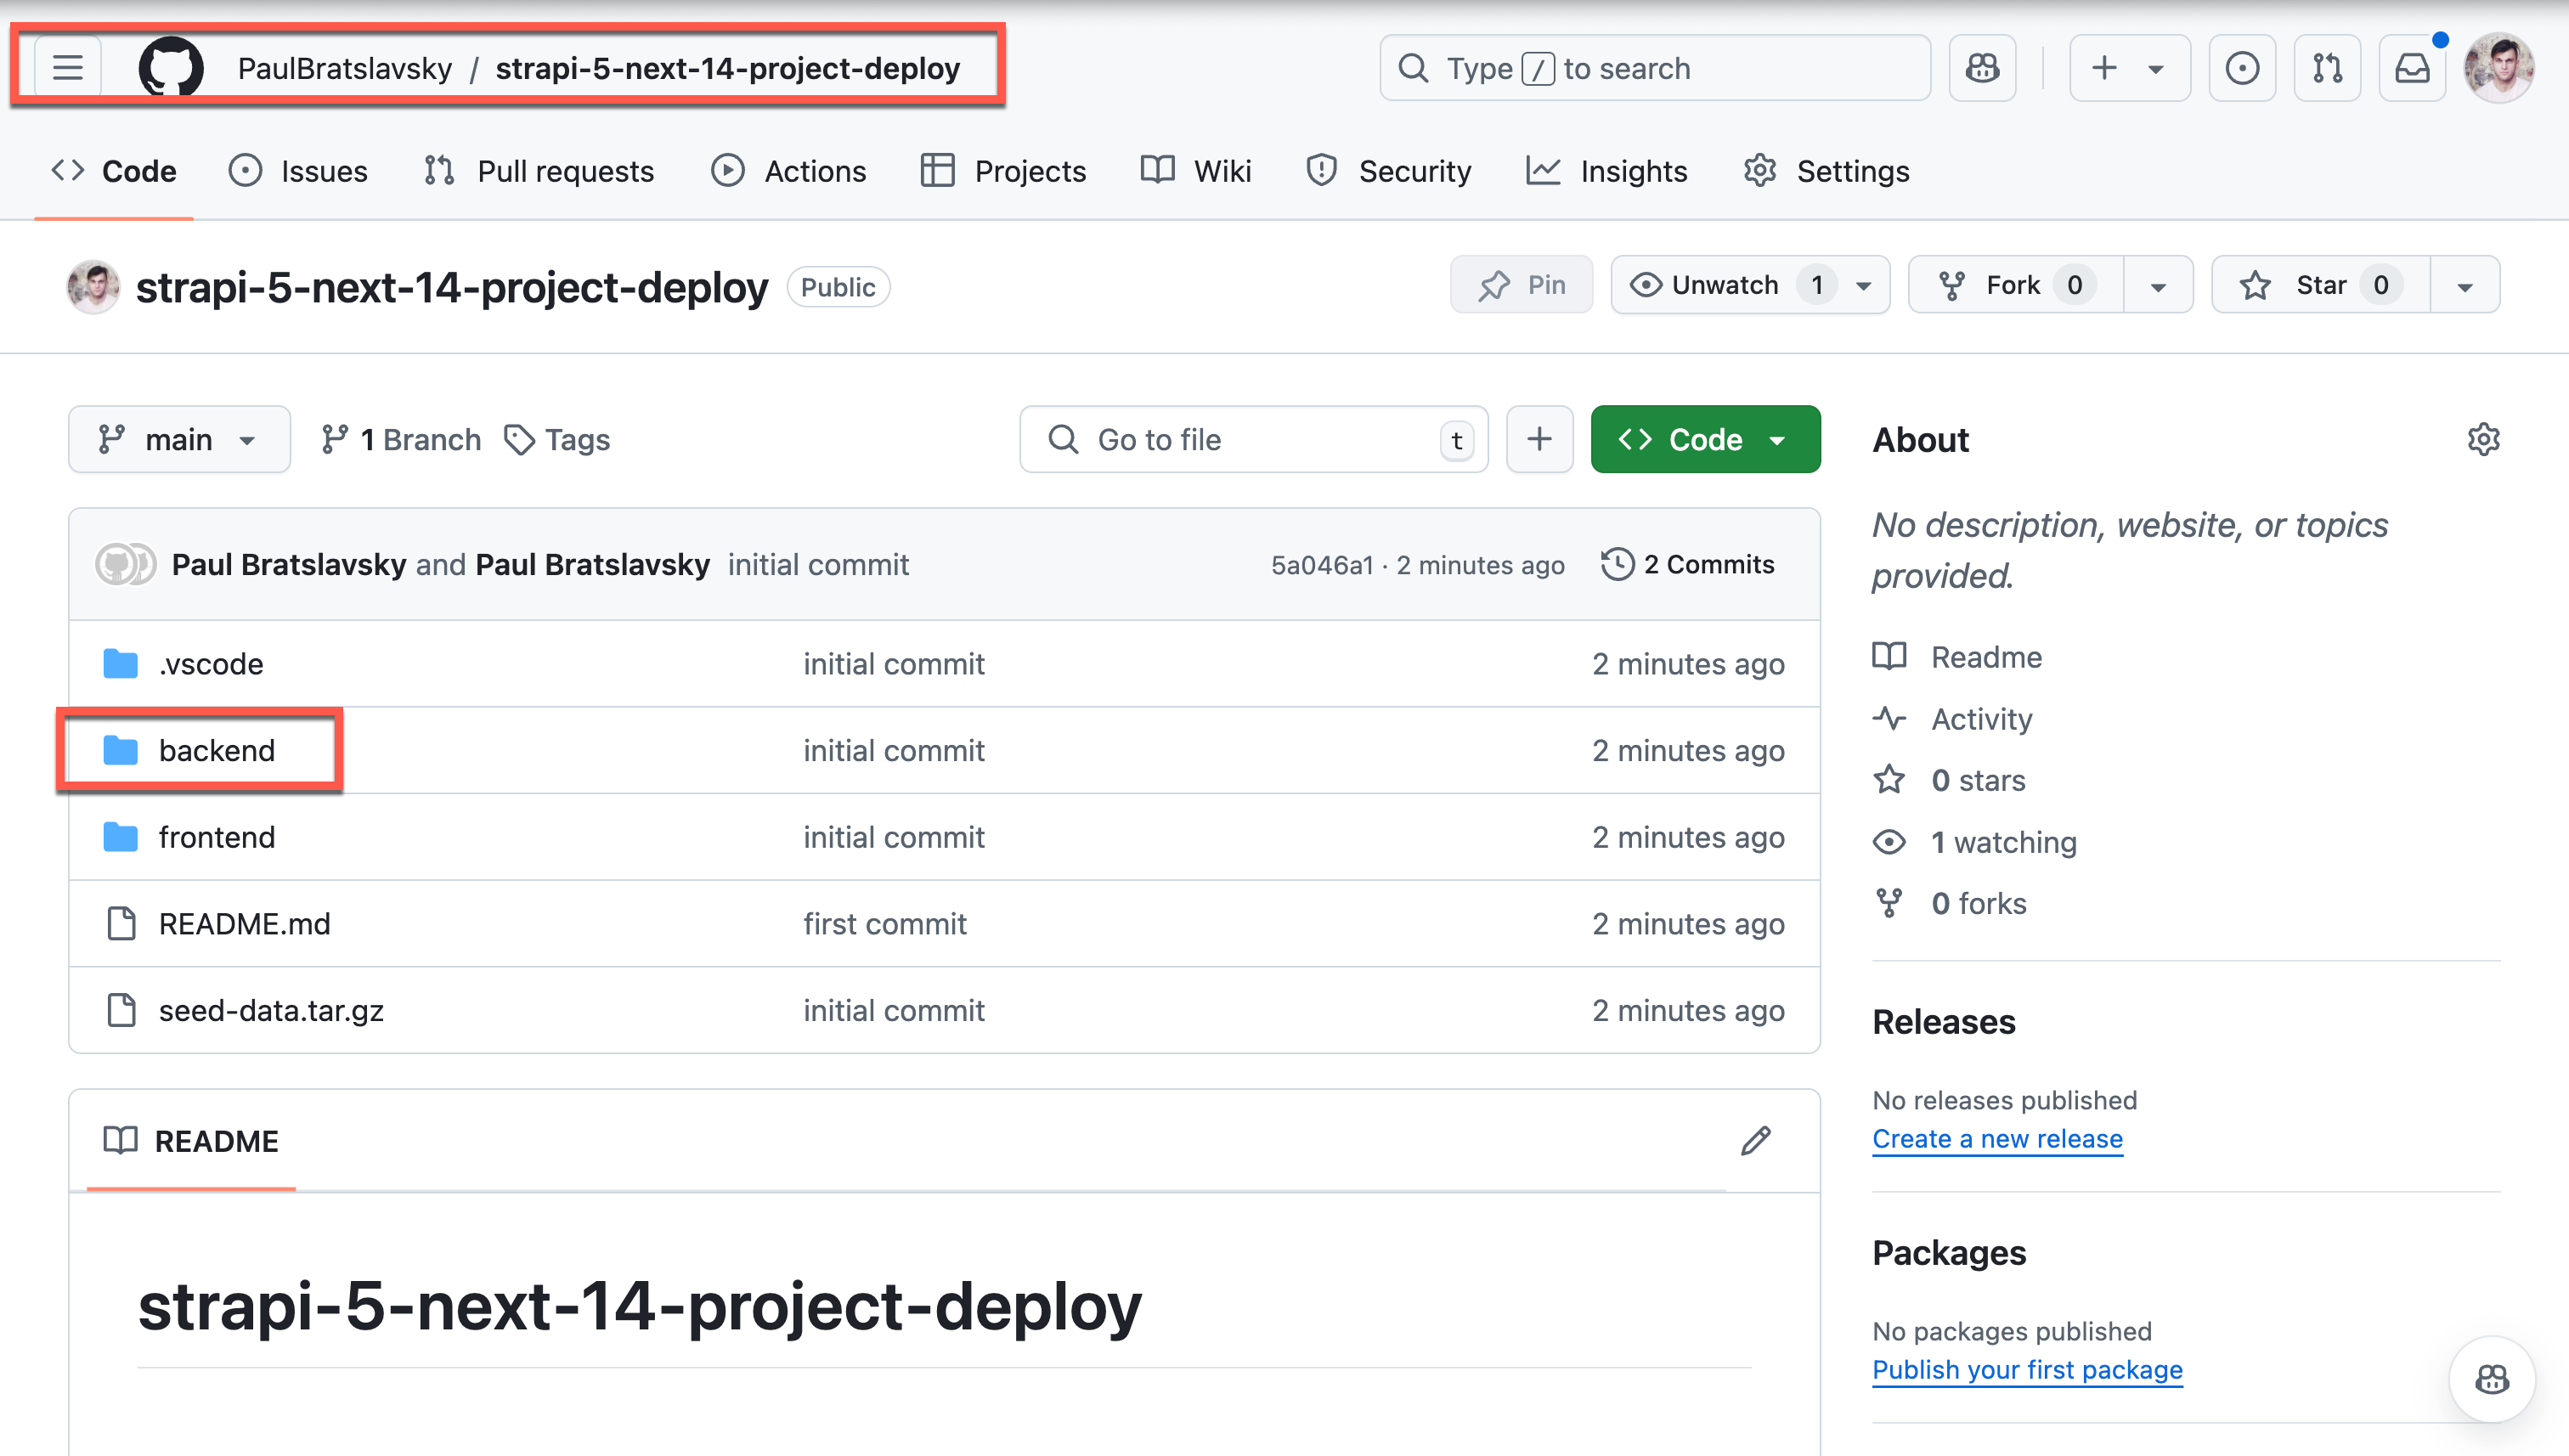 PaulBratslavsky / strapi-5-next-14-project-deploy
Type / to search
Code Issues Pull requests Actions Projects Wiki Security Insights Settings
strapi-5-next-14-project-deploy Public
Pin Unwatch 1 Fork 0 Star 0
main 1 Branch Tags
Go to file t
Code
Paul Bratslavsky and Paul Bratslavsky initial commit 5a046a1 · 2 minutes ago 2 Commits
.vscode initial commit 2 minutes ago
backend initial commit 2 minutes ago
frontend initial commit 2 minutes ago
README.md first commit 2 minutes ago
seed-data.tar.gz initial commit 2 minutes ago
README
strapi-5-next-14-project-deploy
About
No description, website, or topics
provided.
Readme
Activity
0 stars
1 watching
0 forks
Releases
No releases published
Create a new release
Packages
No packages published
Publish your first package